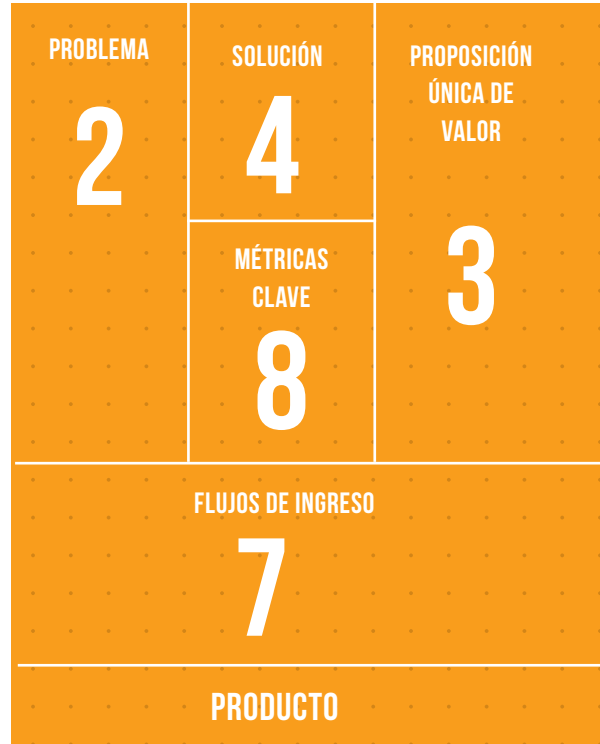 PROBLEMA
2
SOLUCIÓN
4
MÉTRICAS
CLAVE
8
PROPOSICIÓN
ÚNICA DE
VALOR
3
FLUJOS DE INGRESO
7
PRODUCTO